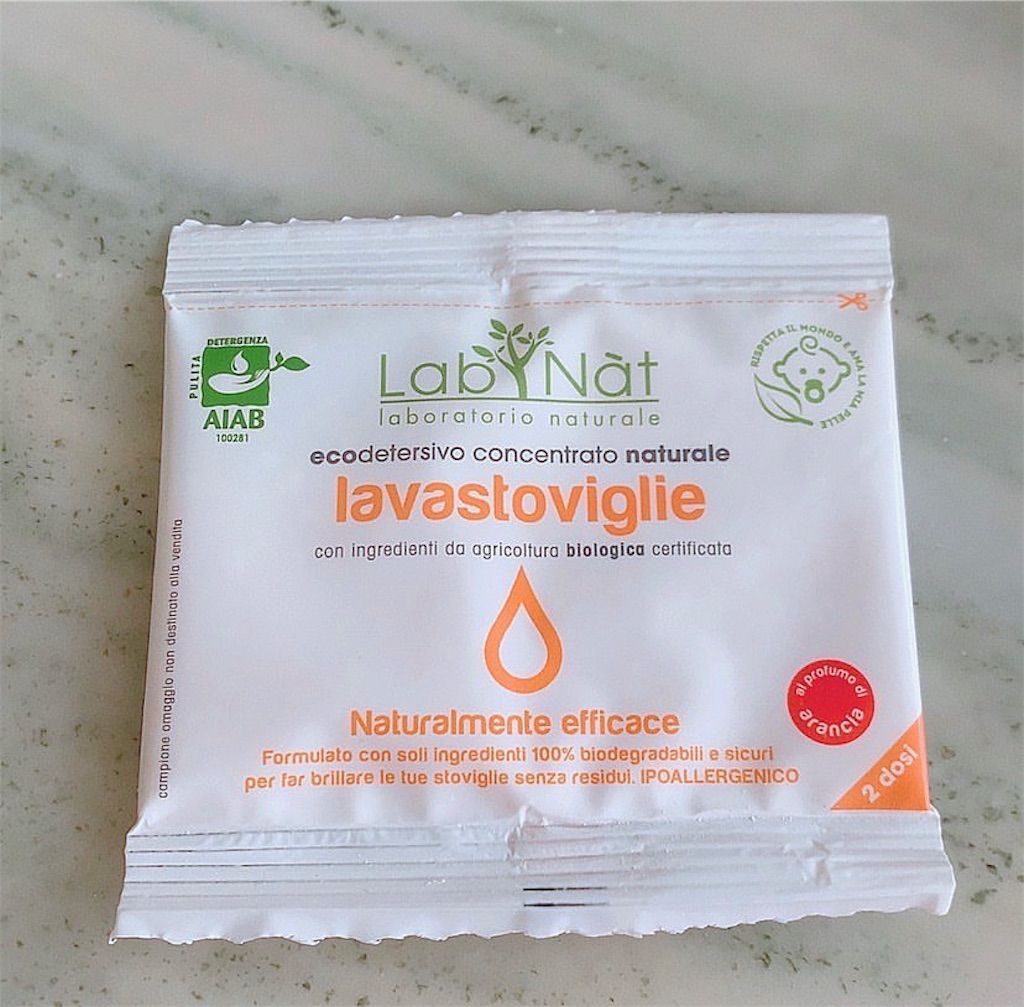 DETERGENZA
PULITA
AIAB
100281
Lab Nàt
laboratorio naturale
RISPETTA IL MONDO E AMA LA MIA PELLE
ecodetersivo concentrato naturale
lavastoviglie
con ingredienti da agricoltura biologica certificata
campione omaggio non destinato alla vendita
al profumo di
arancia
Naturalmente efficace
Formulato con soli ingredienti 100% biodegradabili e sicuri
per far brillare le tue stoviglie senza residui. IPOALLERGENICO
2 dosi